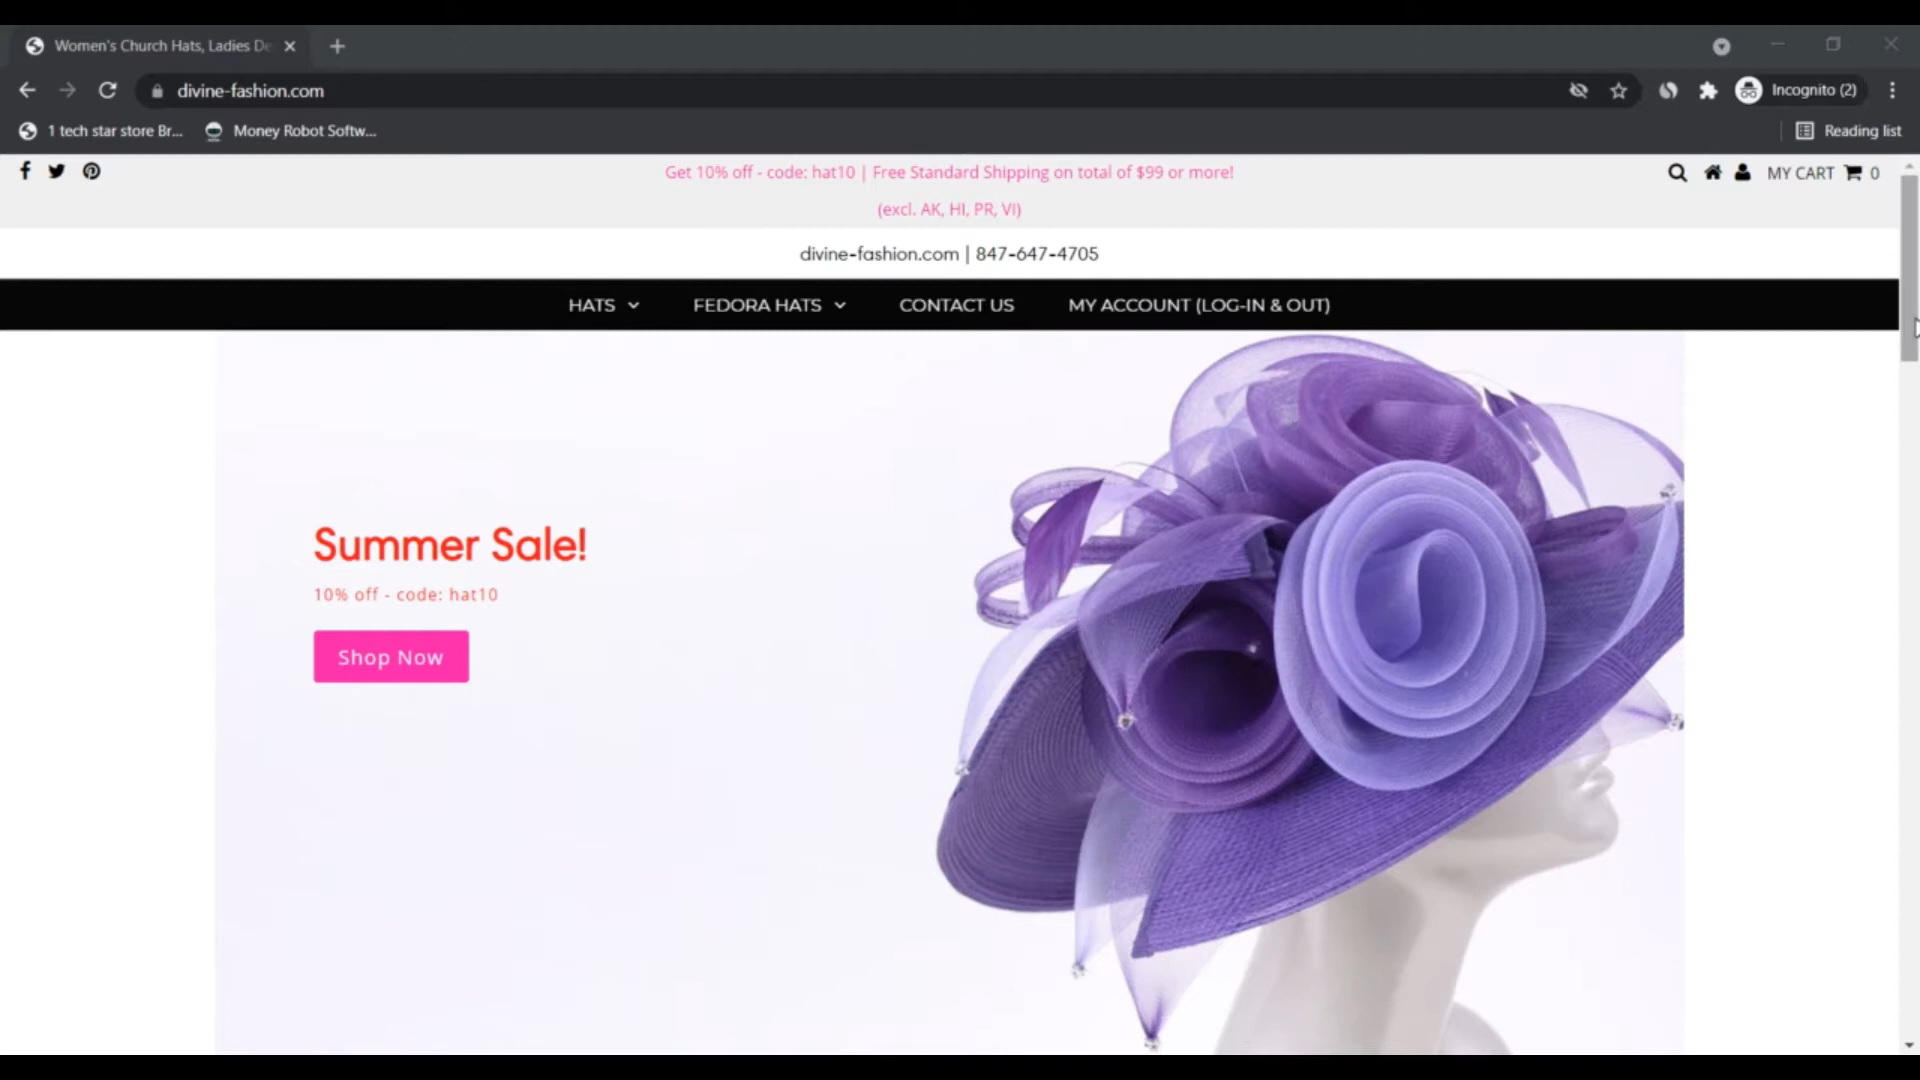 Women's Church Hats, Ladies De
divine-fashion.com
Incognito (2)
1 tech star store Br...
Money Robot Softw...
Reading list
Get 10% off - code: hat10 | Free Standard Shipping on total of $99 or more!
(excl. AK, HI, PR, VI)
MY CART 0
divine-fashion.com | 847-647-4705
HATS
FEDORA HATS
CONTACT US
MY ACCOUNT (LOG-IN & OUT)
Summer Sale!
10% off - code: hat10
Shop Now